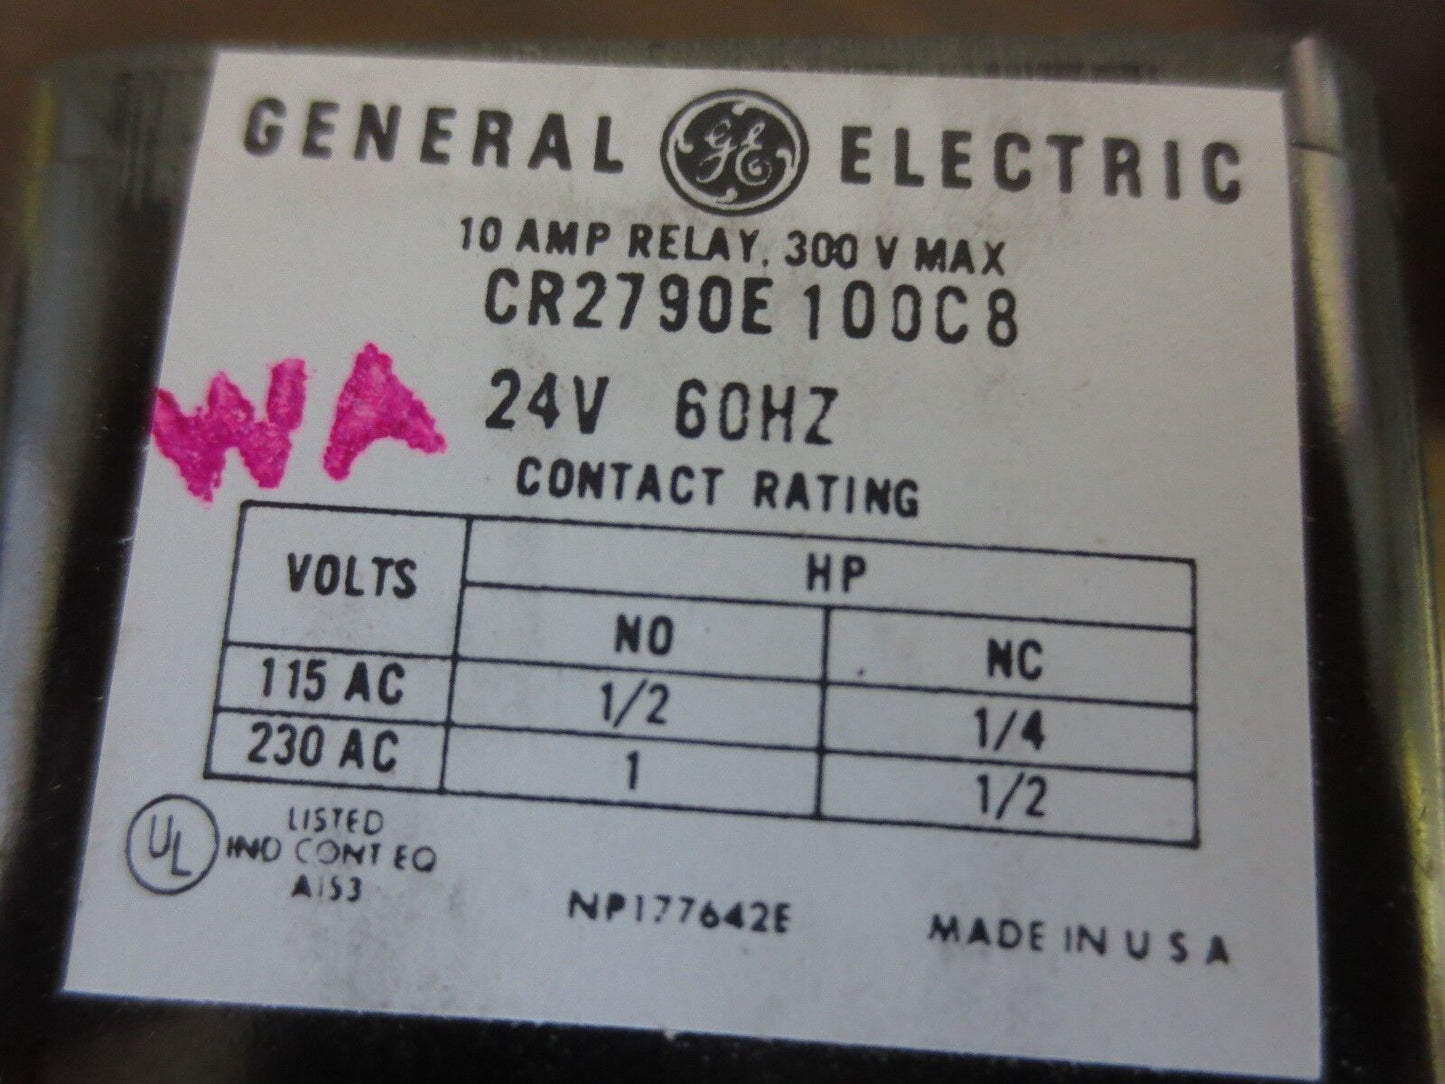 GENERAL GE ELECTRIC
10 AMP RELAY, 300 V MAX
CR2790E 100C8
24V 60HZ
WA
CONTACT RATING
VOLTS HP
NO NC
115 AC 1/2 1/4
230 AC 1 1/2
UL LISTED
IND CONT EQ
A153
NP177642E MADE IN U S A